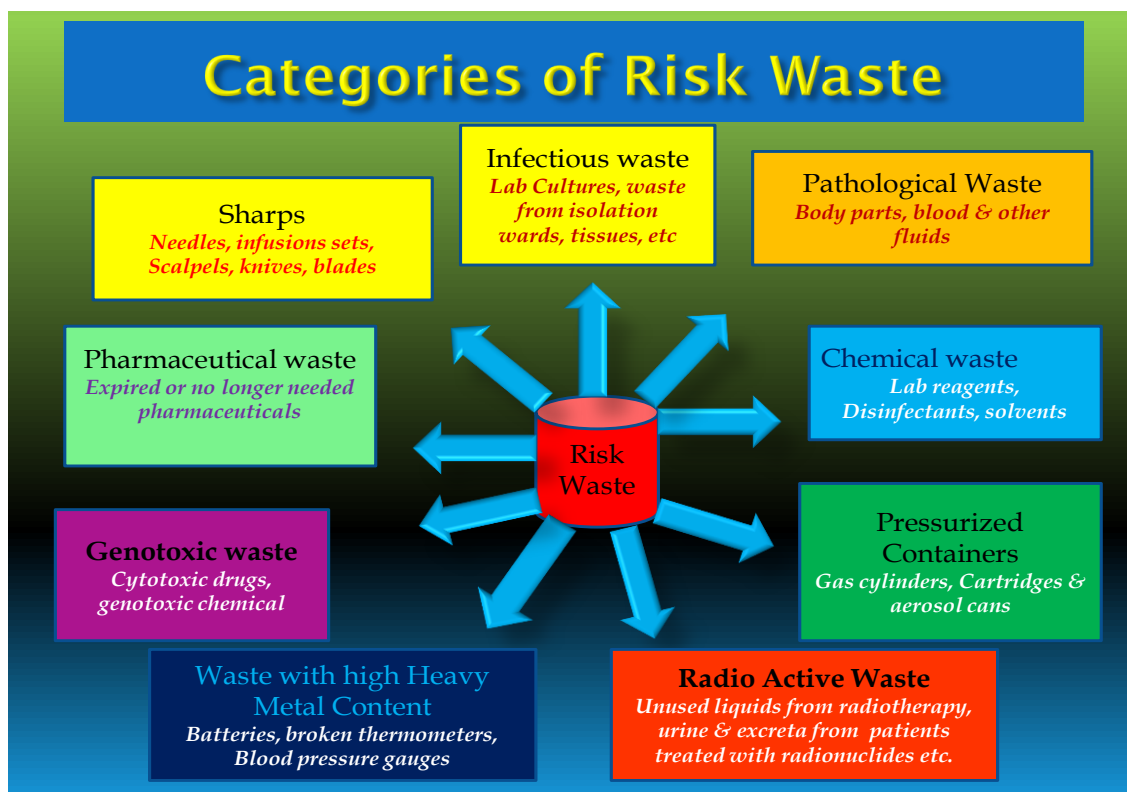 Categories of Risk Waste
Infectious waste
Lab Cultures, waste
from isolation
wards, tissues, etc
Pathological Waste
Body parts, blood & other
fluids
Sharps
Needles, infusions sets,
Scalpels, knives, blades
Pharmaceutical waste
Expired or no longer needed
pharmaceuticals
Chemical waste
Lab reagents,
Disinfectants, solvents
Risk
Waste
Genotoxic waste
Cytotoxic drugs,
genotoxic chemical
Pressurized
Containers
Gas cylinders, Cartridges &
aerosol cans
Waste with high Heavy
Metal Content
Batteries, broken thermometers,
Blood pressure gauges
Radio Active Waste
Unused liquids from radiotherapy,
urine & excreta from patients
treated with radionuclides etc.